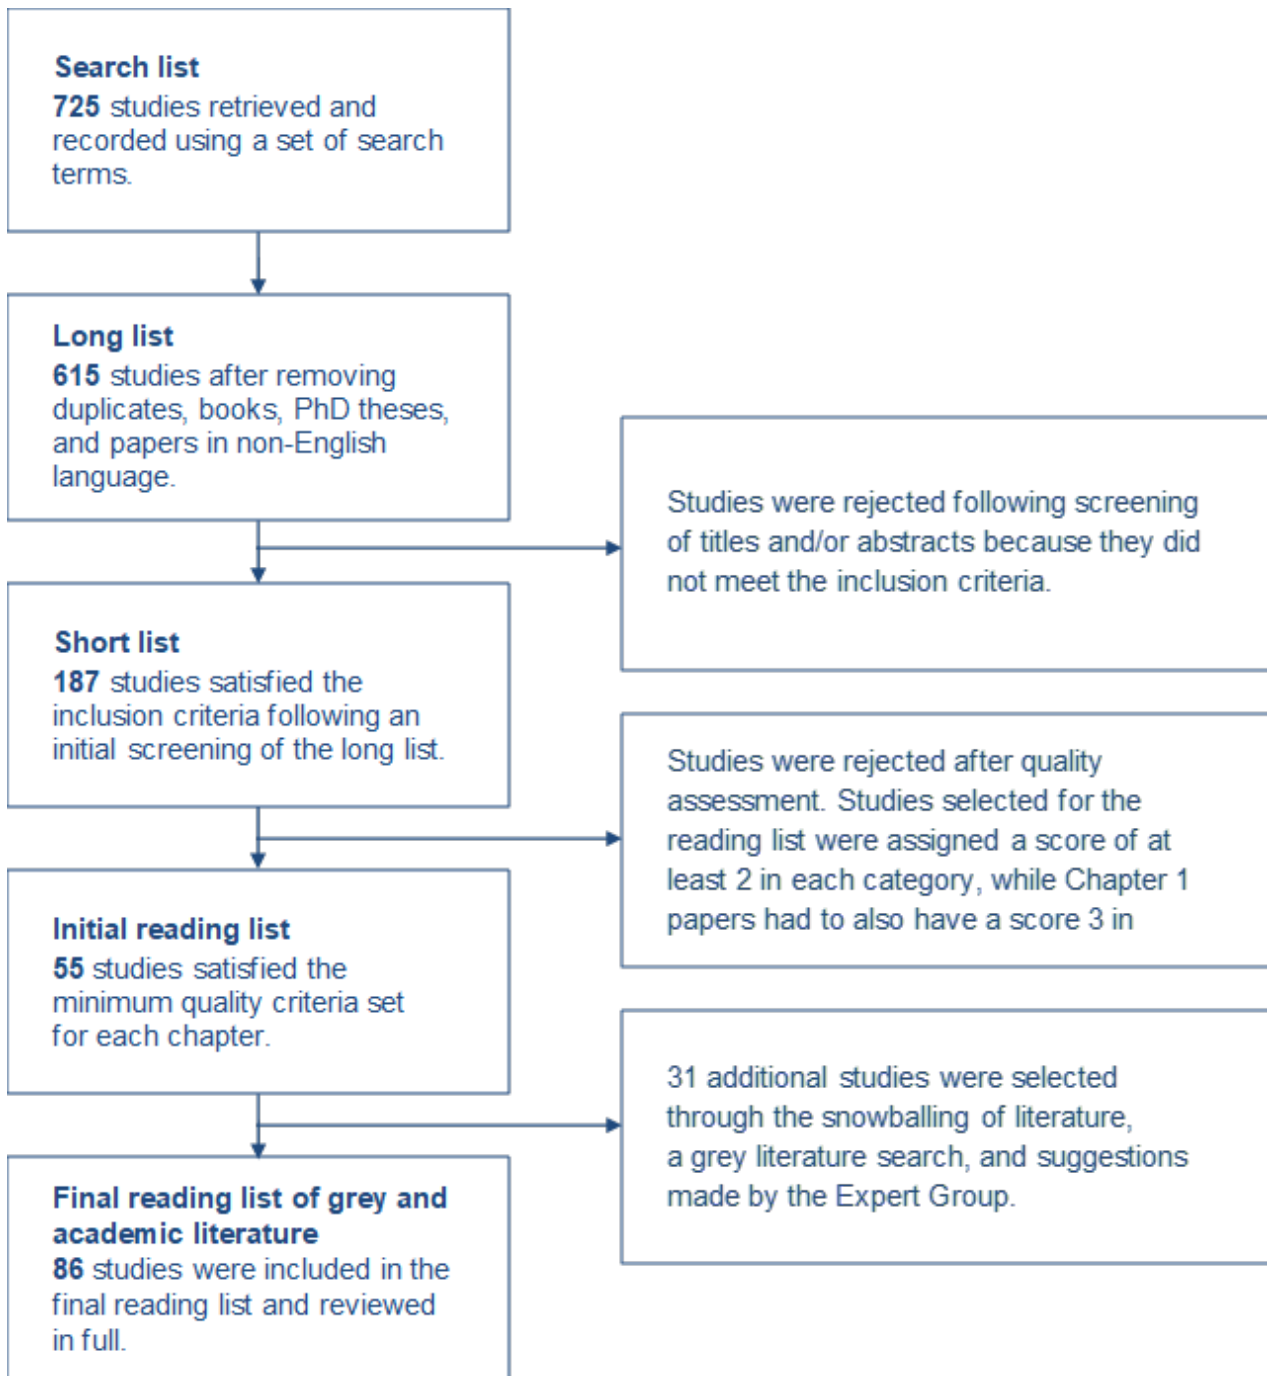 Search list
725 studies retrieved and
recorded using a set of search
terms.
Long list
615 studies after removing
duplicates, books, PhD theses,
and papers in non-English
language.
Studies were rejected following screening
of titles and/or abstracts because they did
not meet the inclusion criteria.
Short list
187 studies satisfied the
inclusion criteria following an
initial screening of the long list.
Studies were rejected after quality
assessment. Studies selected for the
reading list were assigned a score of at
least 2 in each category, while Chapter 1
papers had to also have a score 3 in
Initial reading list
55 studies satisfied the
minimum quality criteria set
for each chapter.
31 additional studies were selected
through the snowballing of literature,
a grey literature search, and suggestions
made by the Expert Group.
Final reading list of grey and
academic literature
86 studies were included in the
final reading list and reviewed
in full.